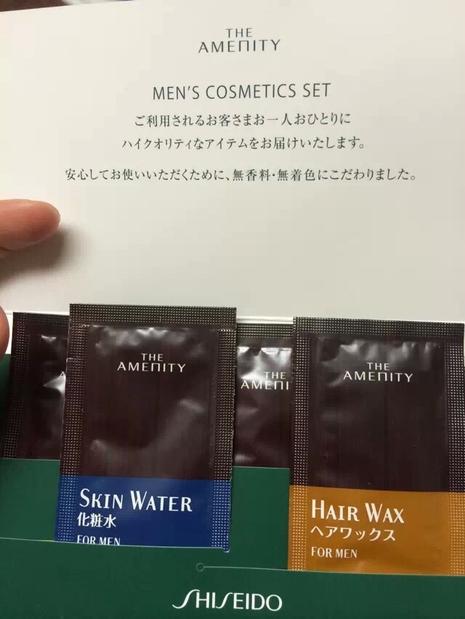 THE
AMENITY
MEN'S COSMETICS SET
ご利用されるお客さまお一人おひとりに
ハイクオリティなアイテムをお届けいたします。
安心してお使いいただくために、無香料・無着色にこだわりました。
THE
AMENITY
THE
AMENI
THE
AMENITY
SKIN WATER
化粧水
FOR MEN
HAIR WAX
ヘアワックス
FOR MEN
SHISEIDO